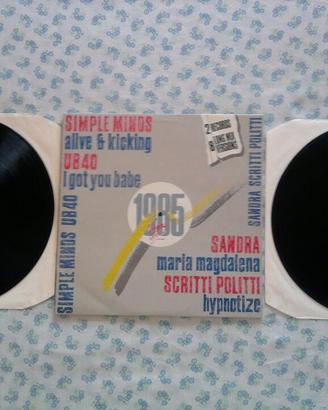 SIMPLE MINDS
alive & kicking
UB40
I got you babe
2 RECORDS
8 LONG MIX
VERSIONS
1985
SANDRA
maria magdalena
SCRITTI POLITTI
hypnotize
SIMPLE MINDS UB40
SANDRA SCRITTI POLITTI